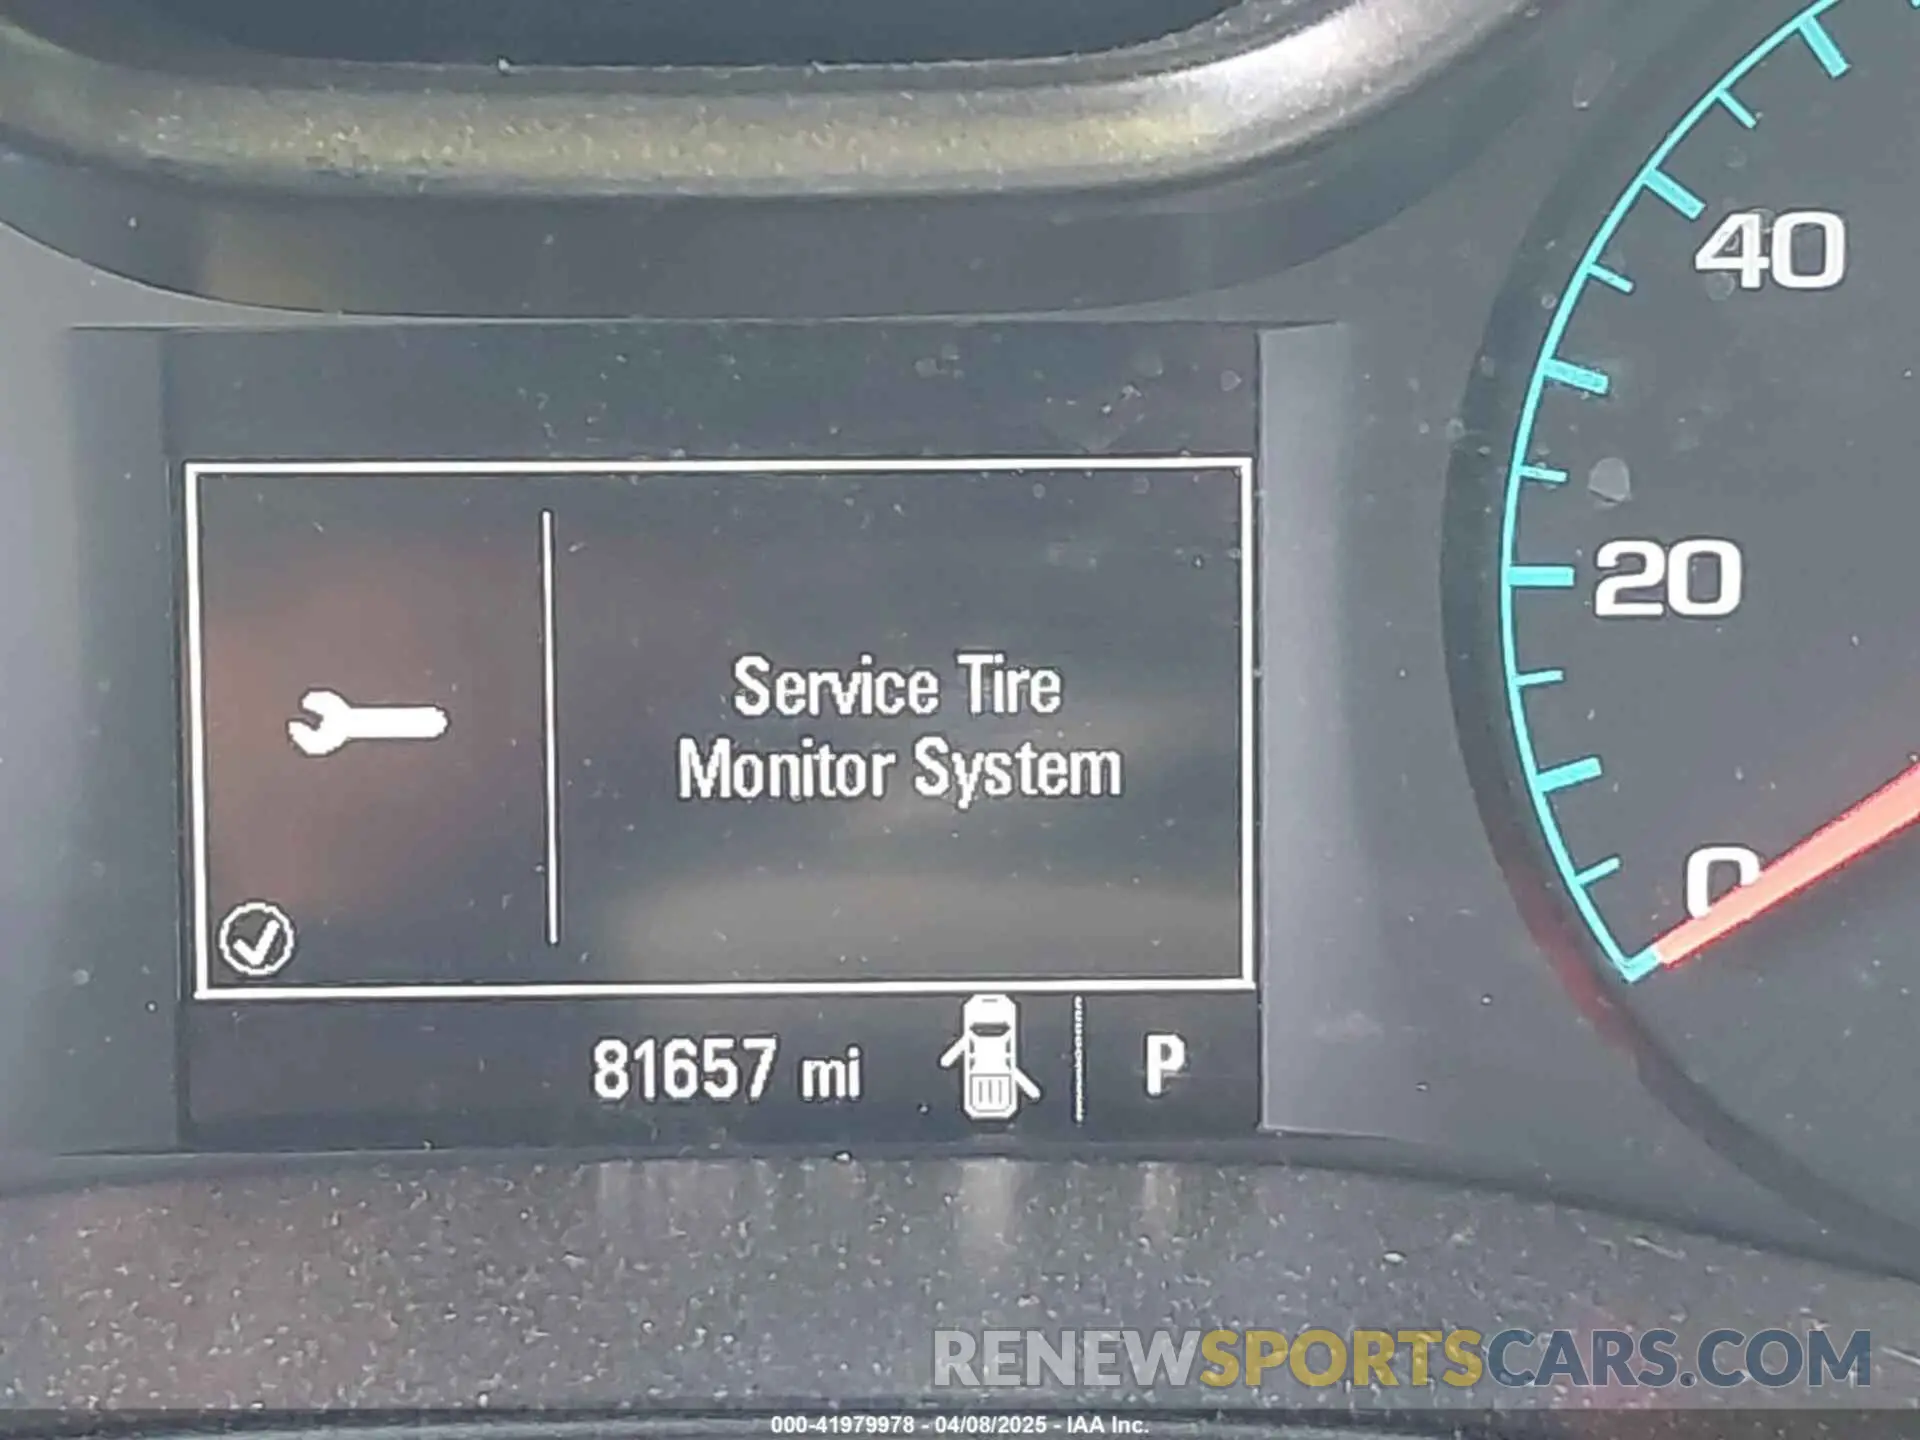 40
20
0
Service Tire
Monitor System
81657 mi
P
RENEWSPORTSCARS.COM
000-41979978 - 04/08/2025 - IAA Inc.